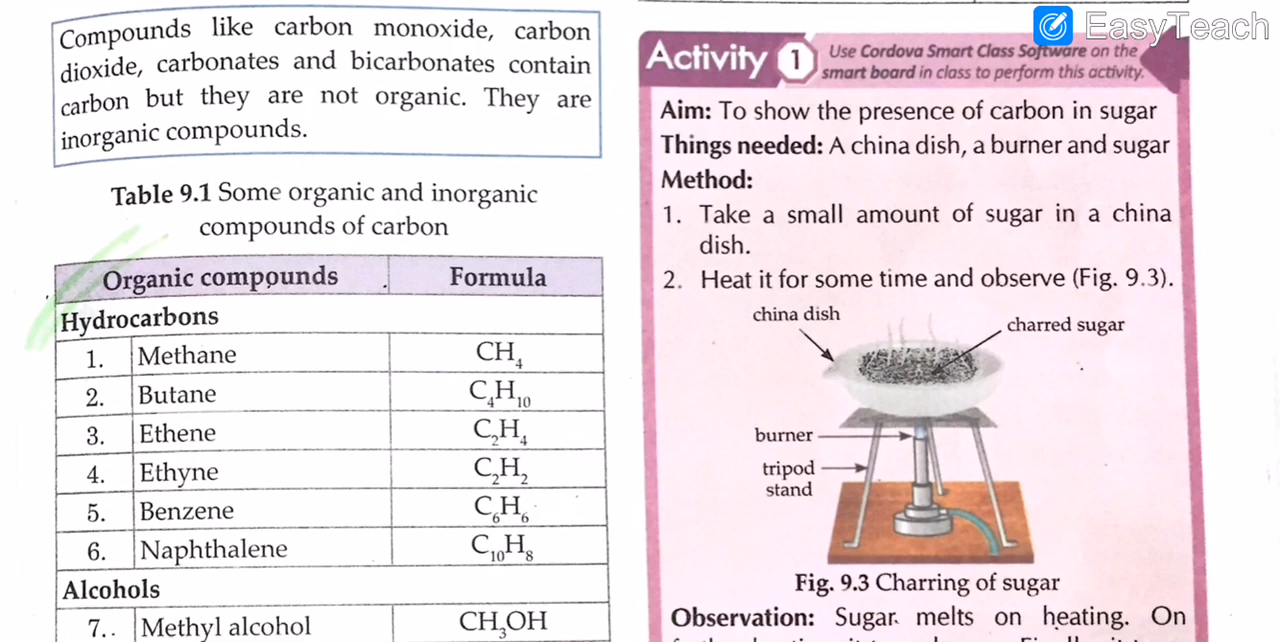 Compounds like carbon monoxide, carbon
dioxide, carbonates and bicarbonates contain
carbon but they are not organic. They are
inorganic compounds.
Table 9.1 Some organic and inorganic
compounds of carbon
Organic compounds Formula
Hydrocarbons
1. Methane CH₄
2. Butane C₄H₁₀
3. Ethene C₂H₄
4. Ethyne C₂H₂
5. Benzene C₆H₆
6. Naphthalene C₁₀H₈
Alcohols
7. Methyl alcohol CH₃OH
EasyTeach
Activity 1 Use Cordova Smart Class Software on the
smart board in class to perform this activity.
Aim: To show the presence of carbon in sugar
Things needed: A china dish, a burner and sugar
Method:
1. Take a small amount of sugar in a china
dish.
2. Heat it for some time and observe (Fig. 9.3).
china dish
charred sugar
burner
tripod
stand
Fig. 9.3 Charring of sugar
Observation: Sugar melts on heating. On